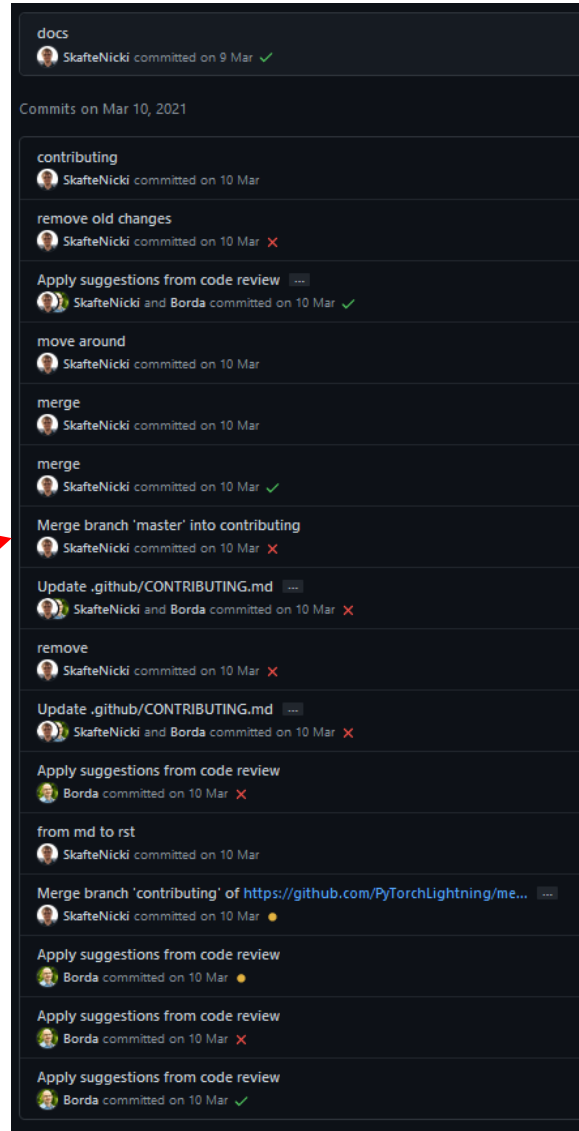 docs
SkafteNicki committed on 9 Mar
Commits on Mar 10, 2021
contributing
SkafteNicki committed on 10 Mar
remove old changes
SkafteNicki committed on 10 Mar
Apply suggestions from code review ...
SkafteNicki and Borda committed on 10 Mar
move around
SkafteNicki committed on 10 Mar
merge
SkafteNicki committed on 10 Mar
merge
SkafteNicki committed on 10 Mar
Merge branch 'master' into contributing
SkafteNicki committed on 10 Mar
Update .github/CONTRIBUTING.md ...
SkafteNicki and Borda committed on 10 Mar
remove
SkafteNicki committed on 10 Mar
Update .github/CONTRIBUTING.md ...
SkafteNicki and Borda committed on 10 Mar
Apply suggestions from code review
Borda committed on 10 Mar
from md to rst
SkafteNicki committed on 10 Mar
Merge branch 'contributing' of https://github.com/PyTorchLightning/me... ...
SkafteNicki committed on 10 Mar
Apply suggestions from code review
Borda committed on 10 Mar
Apply suggestions from code review
Borda committed on 10 Mar
Apply suggestions from code review
Borda committed on 10 Mar